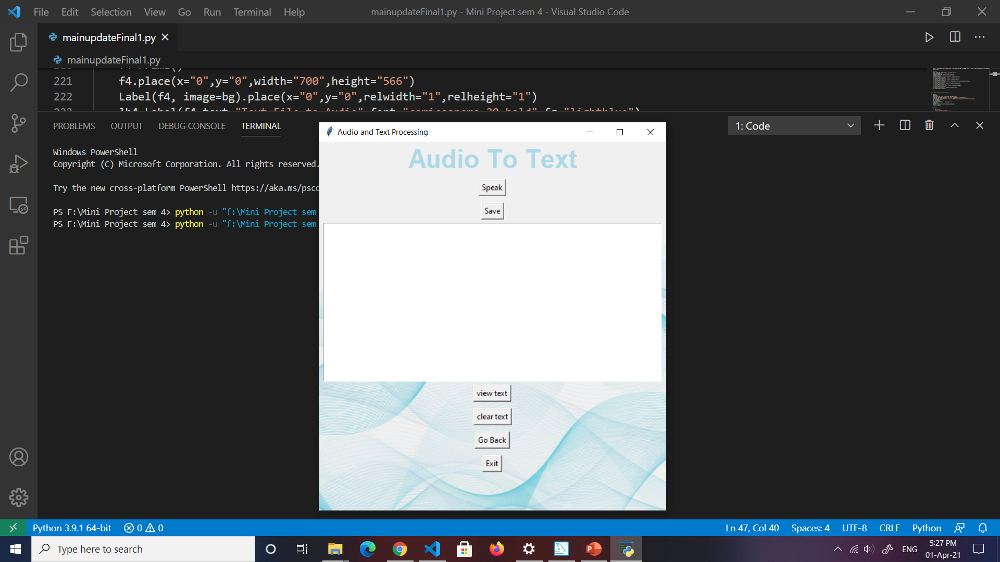 File Edit Selection View Go Run Terminal Help
mainupdateFinal1.py - Mini Project sem 4 - Visual Studio Code
mainupdateFinal1.py
mainupdateFinal1.py
221 f4.place(x="0",y="0",width="700",height="566")
222 Label(f4, image=bg).place(x="0",y="0",relwidth="1",relheight="1")
PROBLEMS OUTPUT DEBUG CONSOLE TERMINAL
1: Code
Windows PowerShell
Copyright (C) Microsoft Corporation. All rights reserved.
Try the new cross-platform PowerShell https://aka.ms/psco
PS F:\Mini Project sem 4> python -u "f:\Mini Project sem
PS F:\Mini Project sem 4> python -u "f:\Mini Project sem
Audio and Text Processing
Audio To Text
Speak
Save
view text
clear text
Go Back
Exit
Python 3.9.1 64-bit 0 0
Ln 47, Col 40 Spaces: 4 UTF-8 CRLF Python
Type here to search
ENG
5:27 PM
01-Apr-21